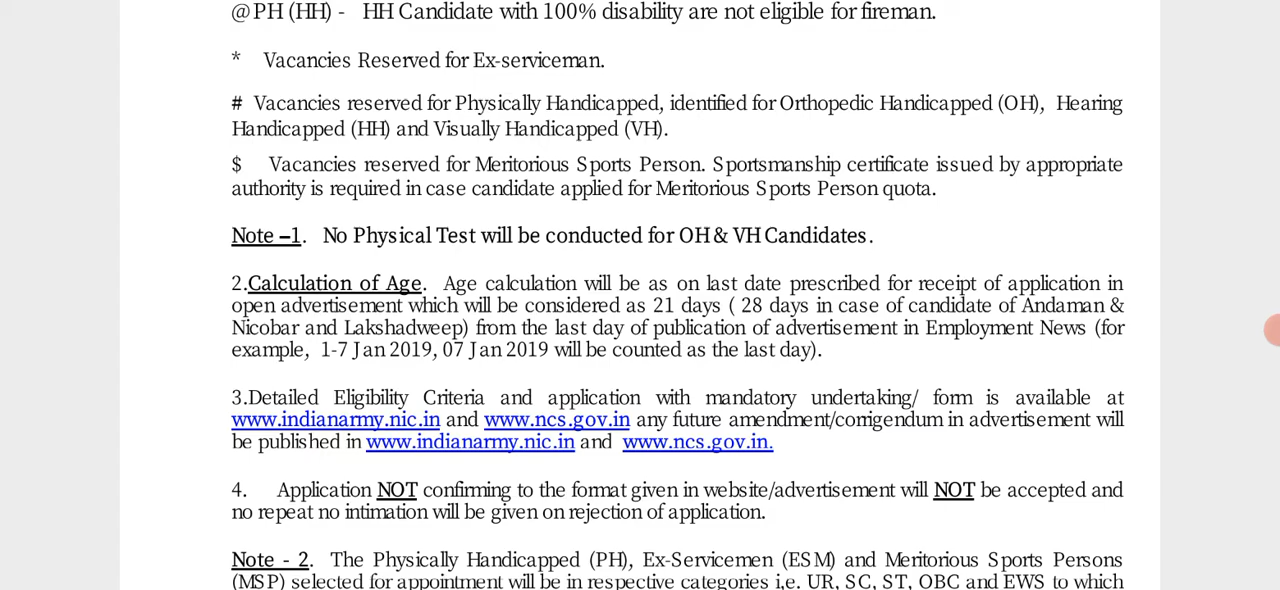 @PH (HH) - HH Candidate with 100% disability are not eligible for fireman.
* Vacancies Reserved for Ex-serviceman.
# Vacancies reserved for Physically Handicapped, identified for Orthopedic Handicapped (OH), Hearing
Handicapped (HH) and Visually Handicapped (VH).
$ Vacancies reserved for Meritorious Sports Person. Sportsmanship certificate issued by appropriate
authority is required in case candidate applied for Meritorious Sports Person quota.
Note –1. No Physical Test will be conducted for OH & VH Candidates.
2.Calculation of Age. Age calculation will be as on last date prescribed for receipt of application in
open advertisement which will be considered as 21 days ( 28 days in case of candidate of Andaman &
Nicobar and Lakshadweep) from the last day of publication of advertisement in Employment News (for
example, 1-7 Jan 2019, 07 Jan 2019 will be counted as the last day).
3.Detailed Eligibility Criteria and application with mandatory undertaking/ form is available at
www.indianarmy.nic.in and www.ncs.gov.in any future amendment/corrigendum in advertisement will
be published in www.indianarmy.nic.in and www.ncs.gov.in.
4. Application NOT confirming to the format given in website/advertisement will NOT be accepted and
no repeat no intimation will be given on rejection of application.
Note - 2. The Physically Handicapped (PH), Ex-Servicemen (ESM) and Meritorious Sports Persons
(MSP) selected for appointment will be in respective categories i,e. UR, SC, ST, OBC and EWS to which